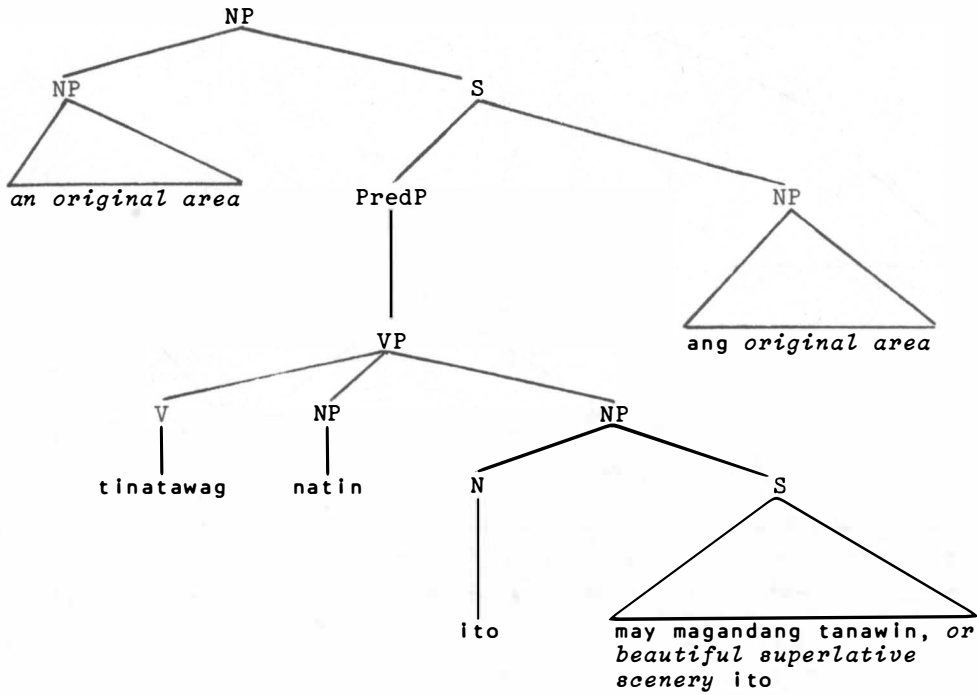 NP
NP S
an original area
PredP NP
ang original area
VP
V NP NP
tinatawag natin N S
ito may magandang tanawin, or
beautiful superlative
scenery ito